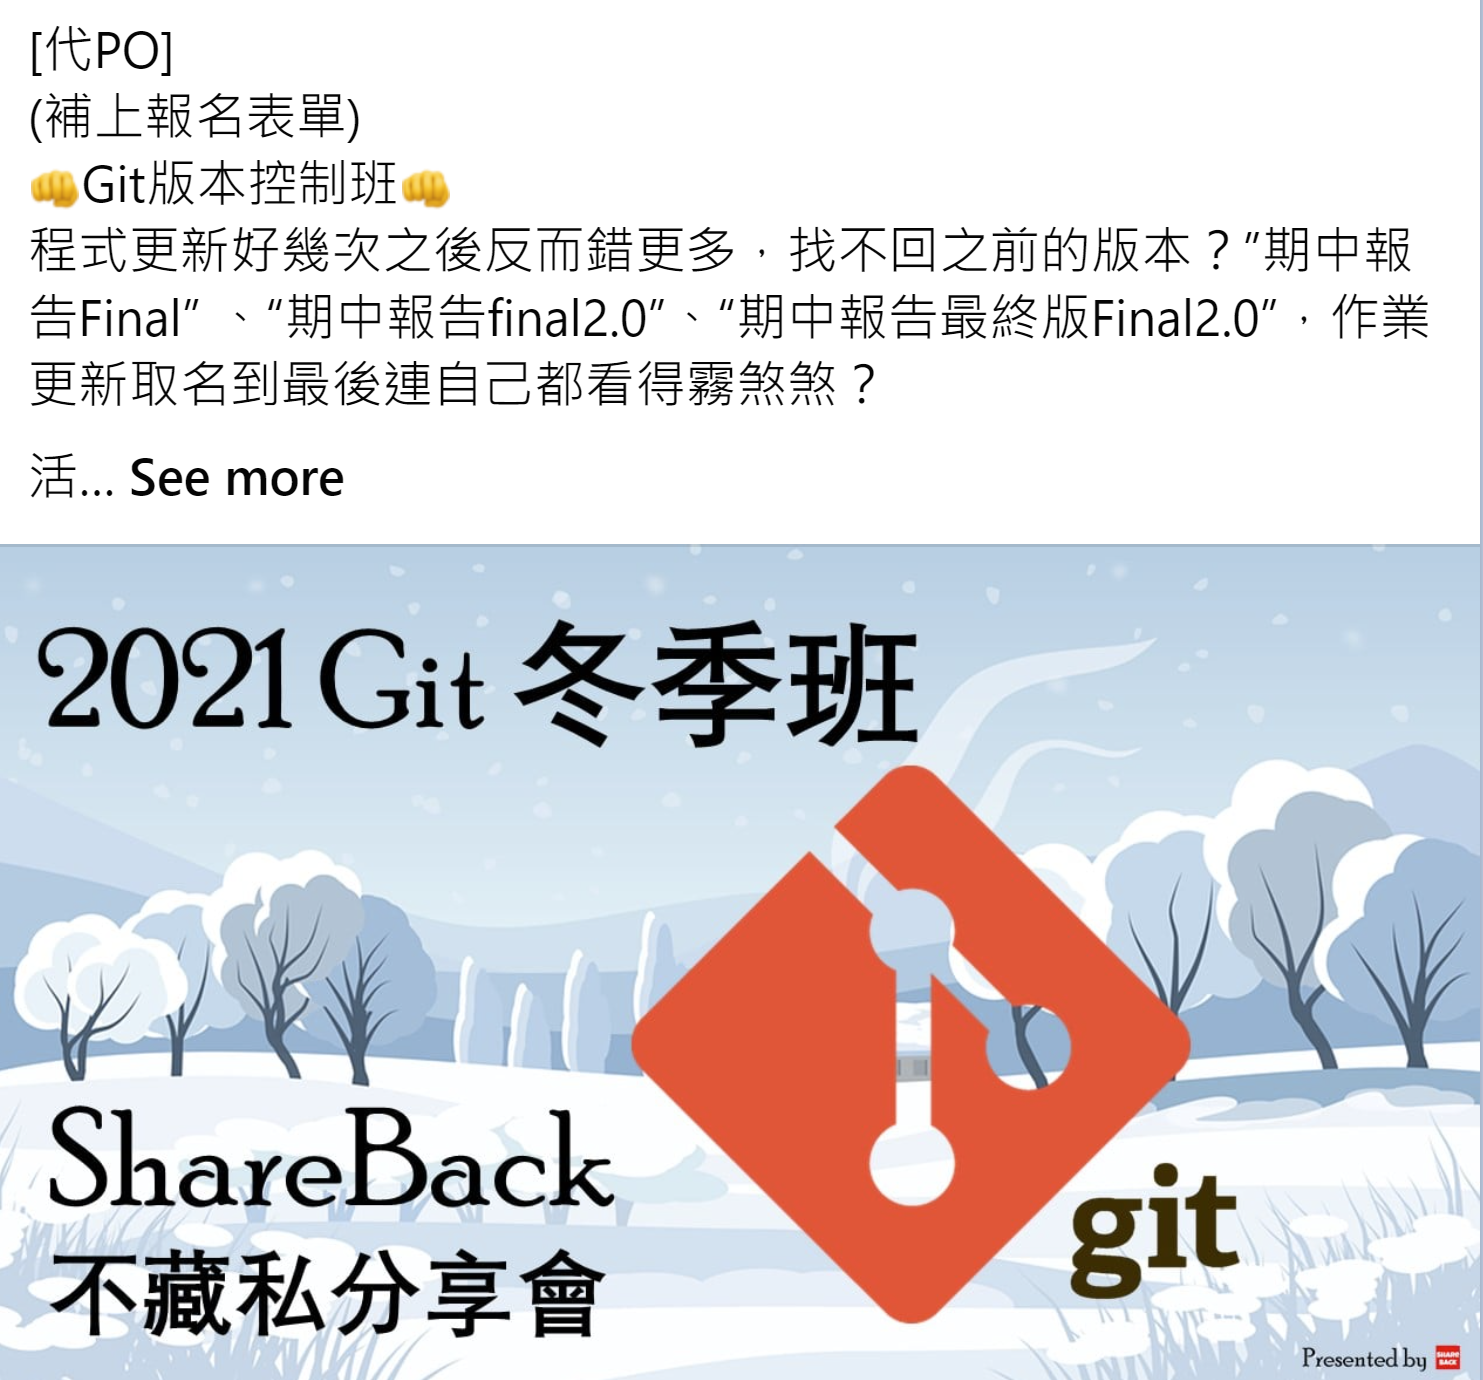 [代PO]
(補上報名表單)
👊Git版本控制班👊
程式更新好幾次之後反而錯更多，找不回之前的版本？”期中報
告Final” 、“期中報告final2.0”、“期中報告最終版Final2.0”，作業
更新取名到最後連自己都看得霧煞煞？
活... See more
2021 Git 冬季班
ShareBack
不藏私分享會
git
Presented by SHARE BACK